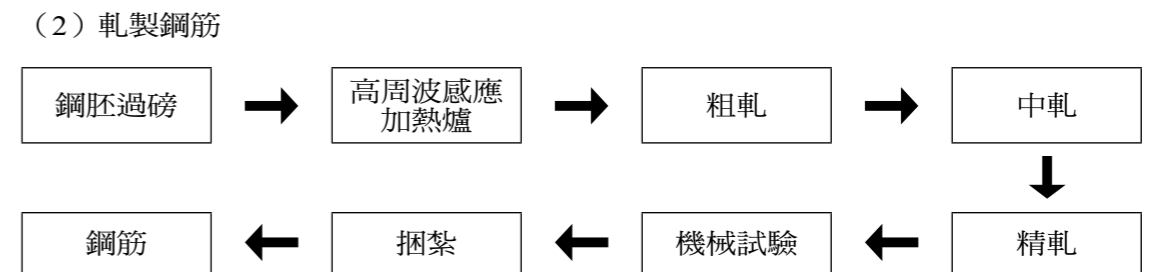 （2）軋製鋼筋
鋼胚過磅
高周波感應
加熱爐
粗軋
中軋
精軋
機械試驗
捆紮
鋼筋